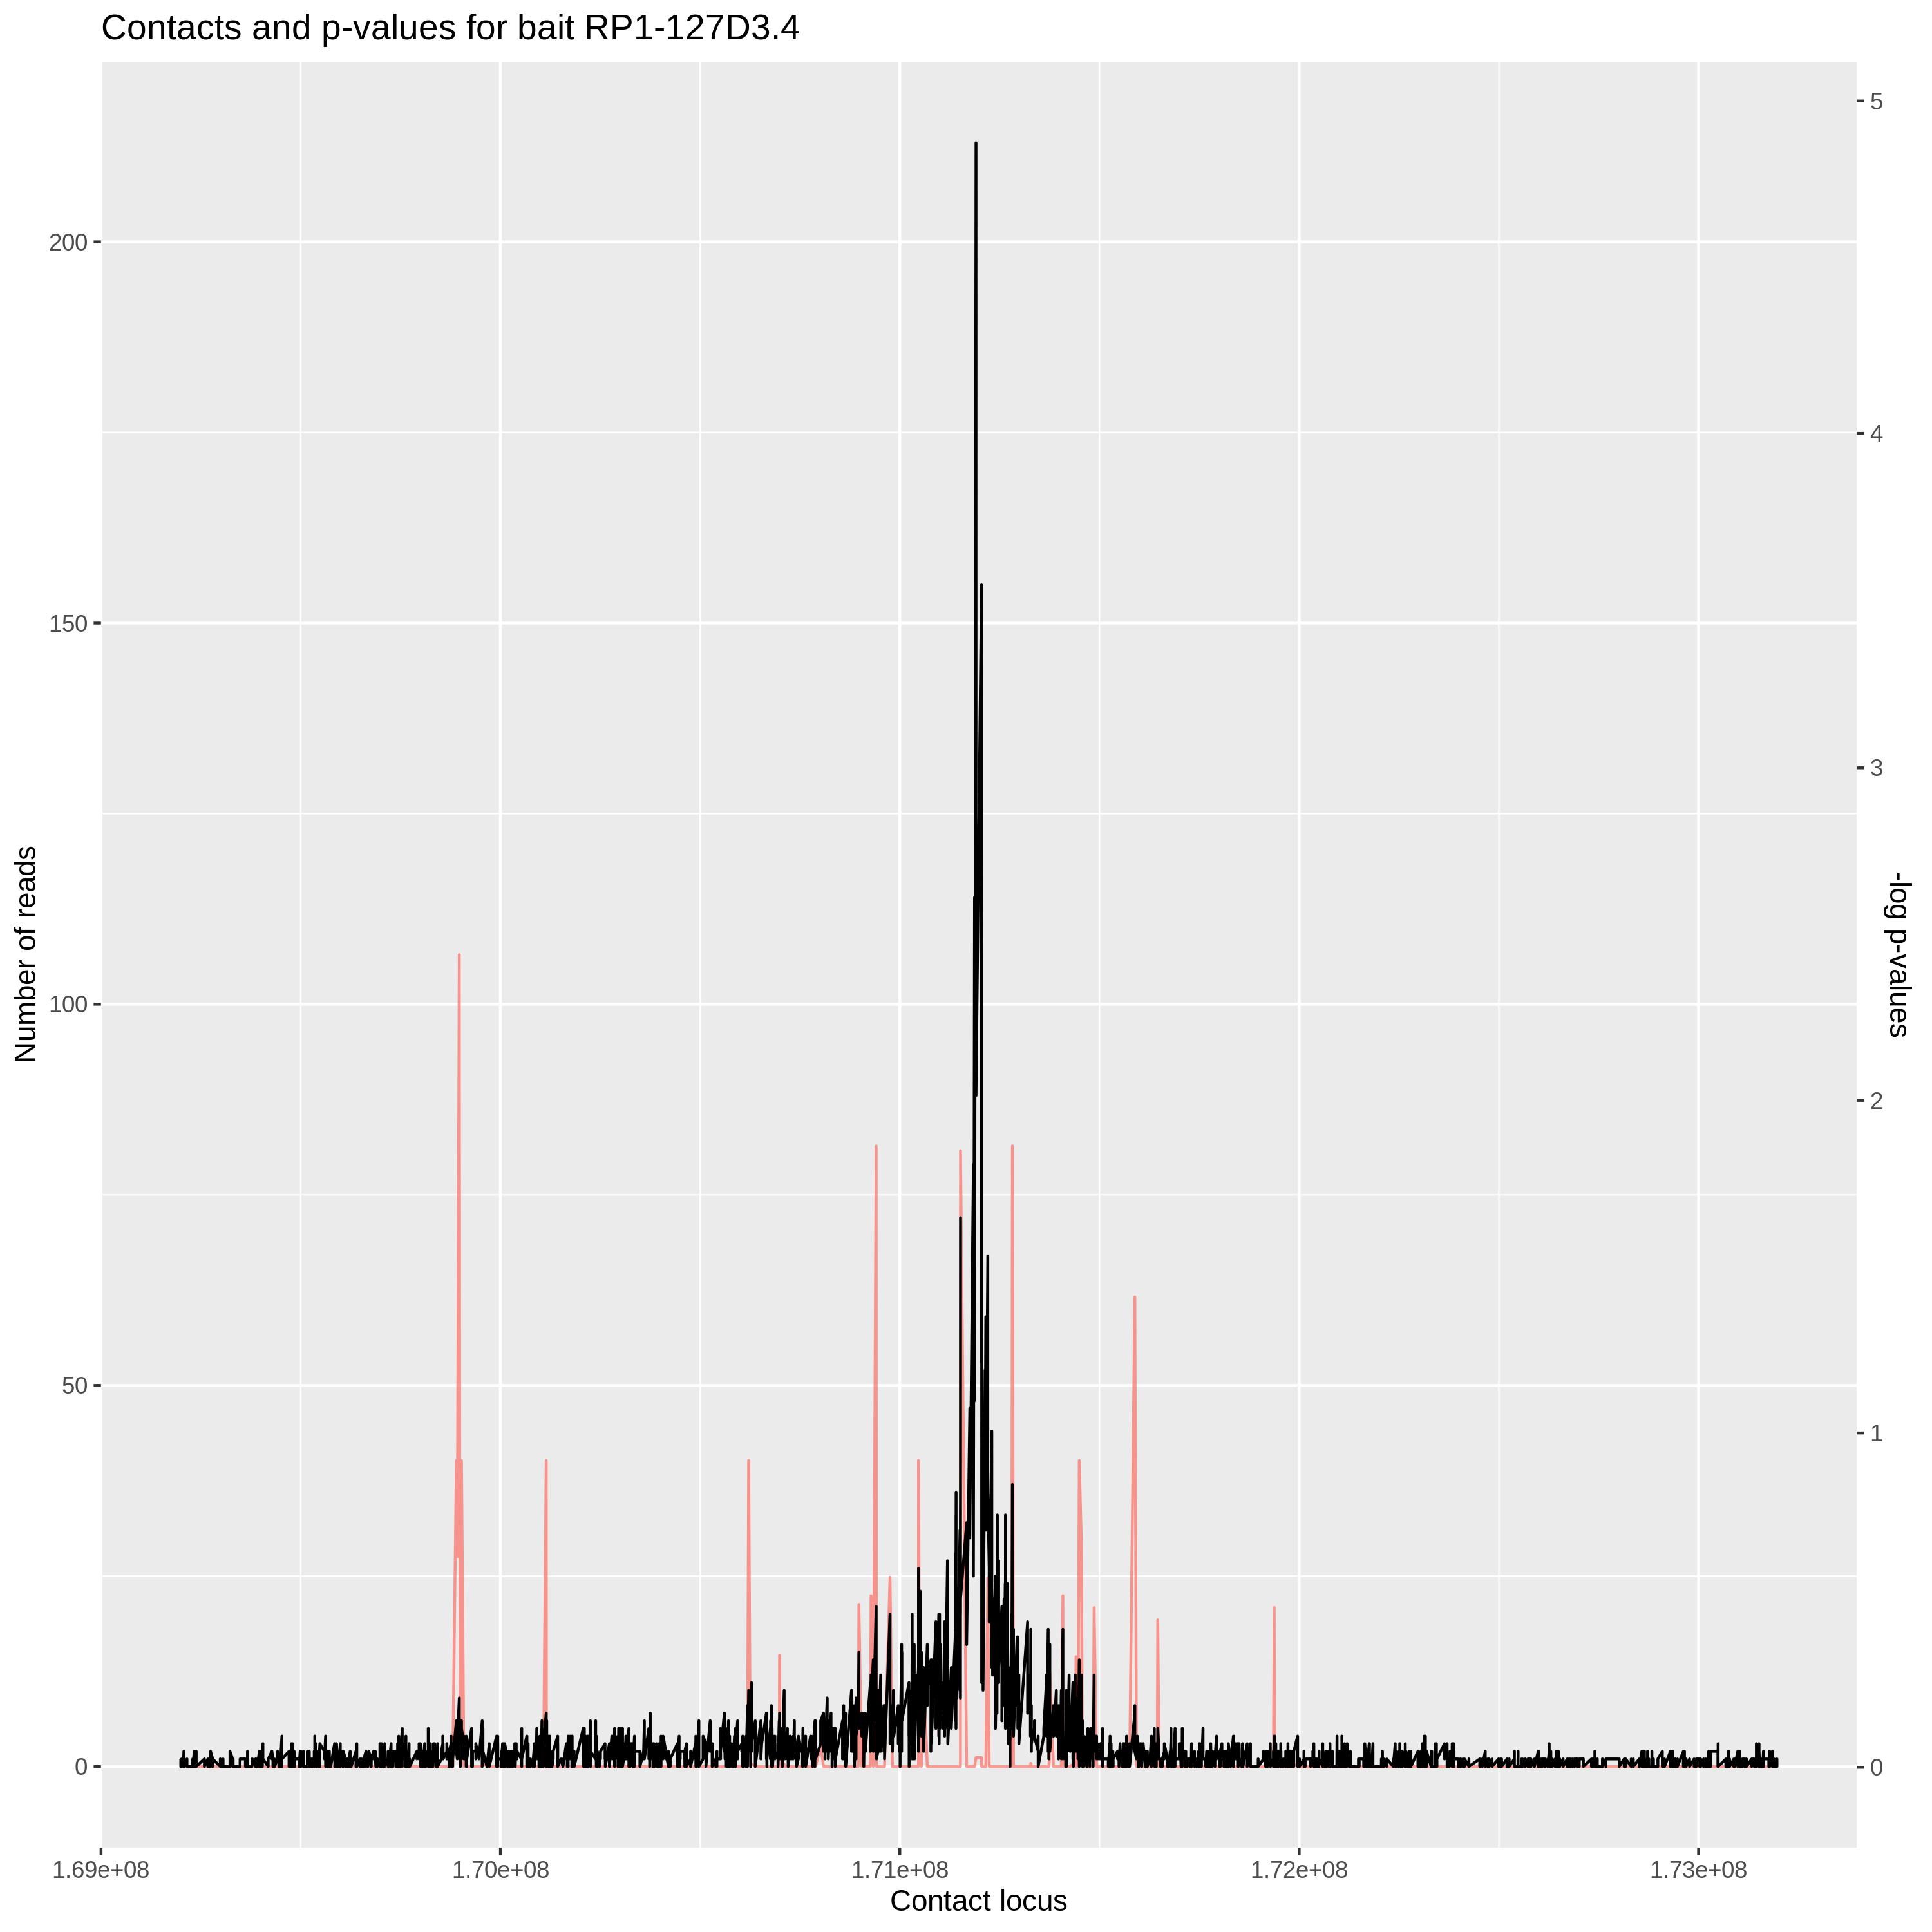 Contacts and p-values for bait RP1-127D3.4
Number of reads
200
150
100
50
0
5
4
3
2
1
0
-log p-values
1.69e+08 1.70e+08 1.71e+08 1.72e+08 1.73e+08
Contact locus